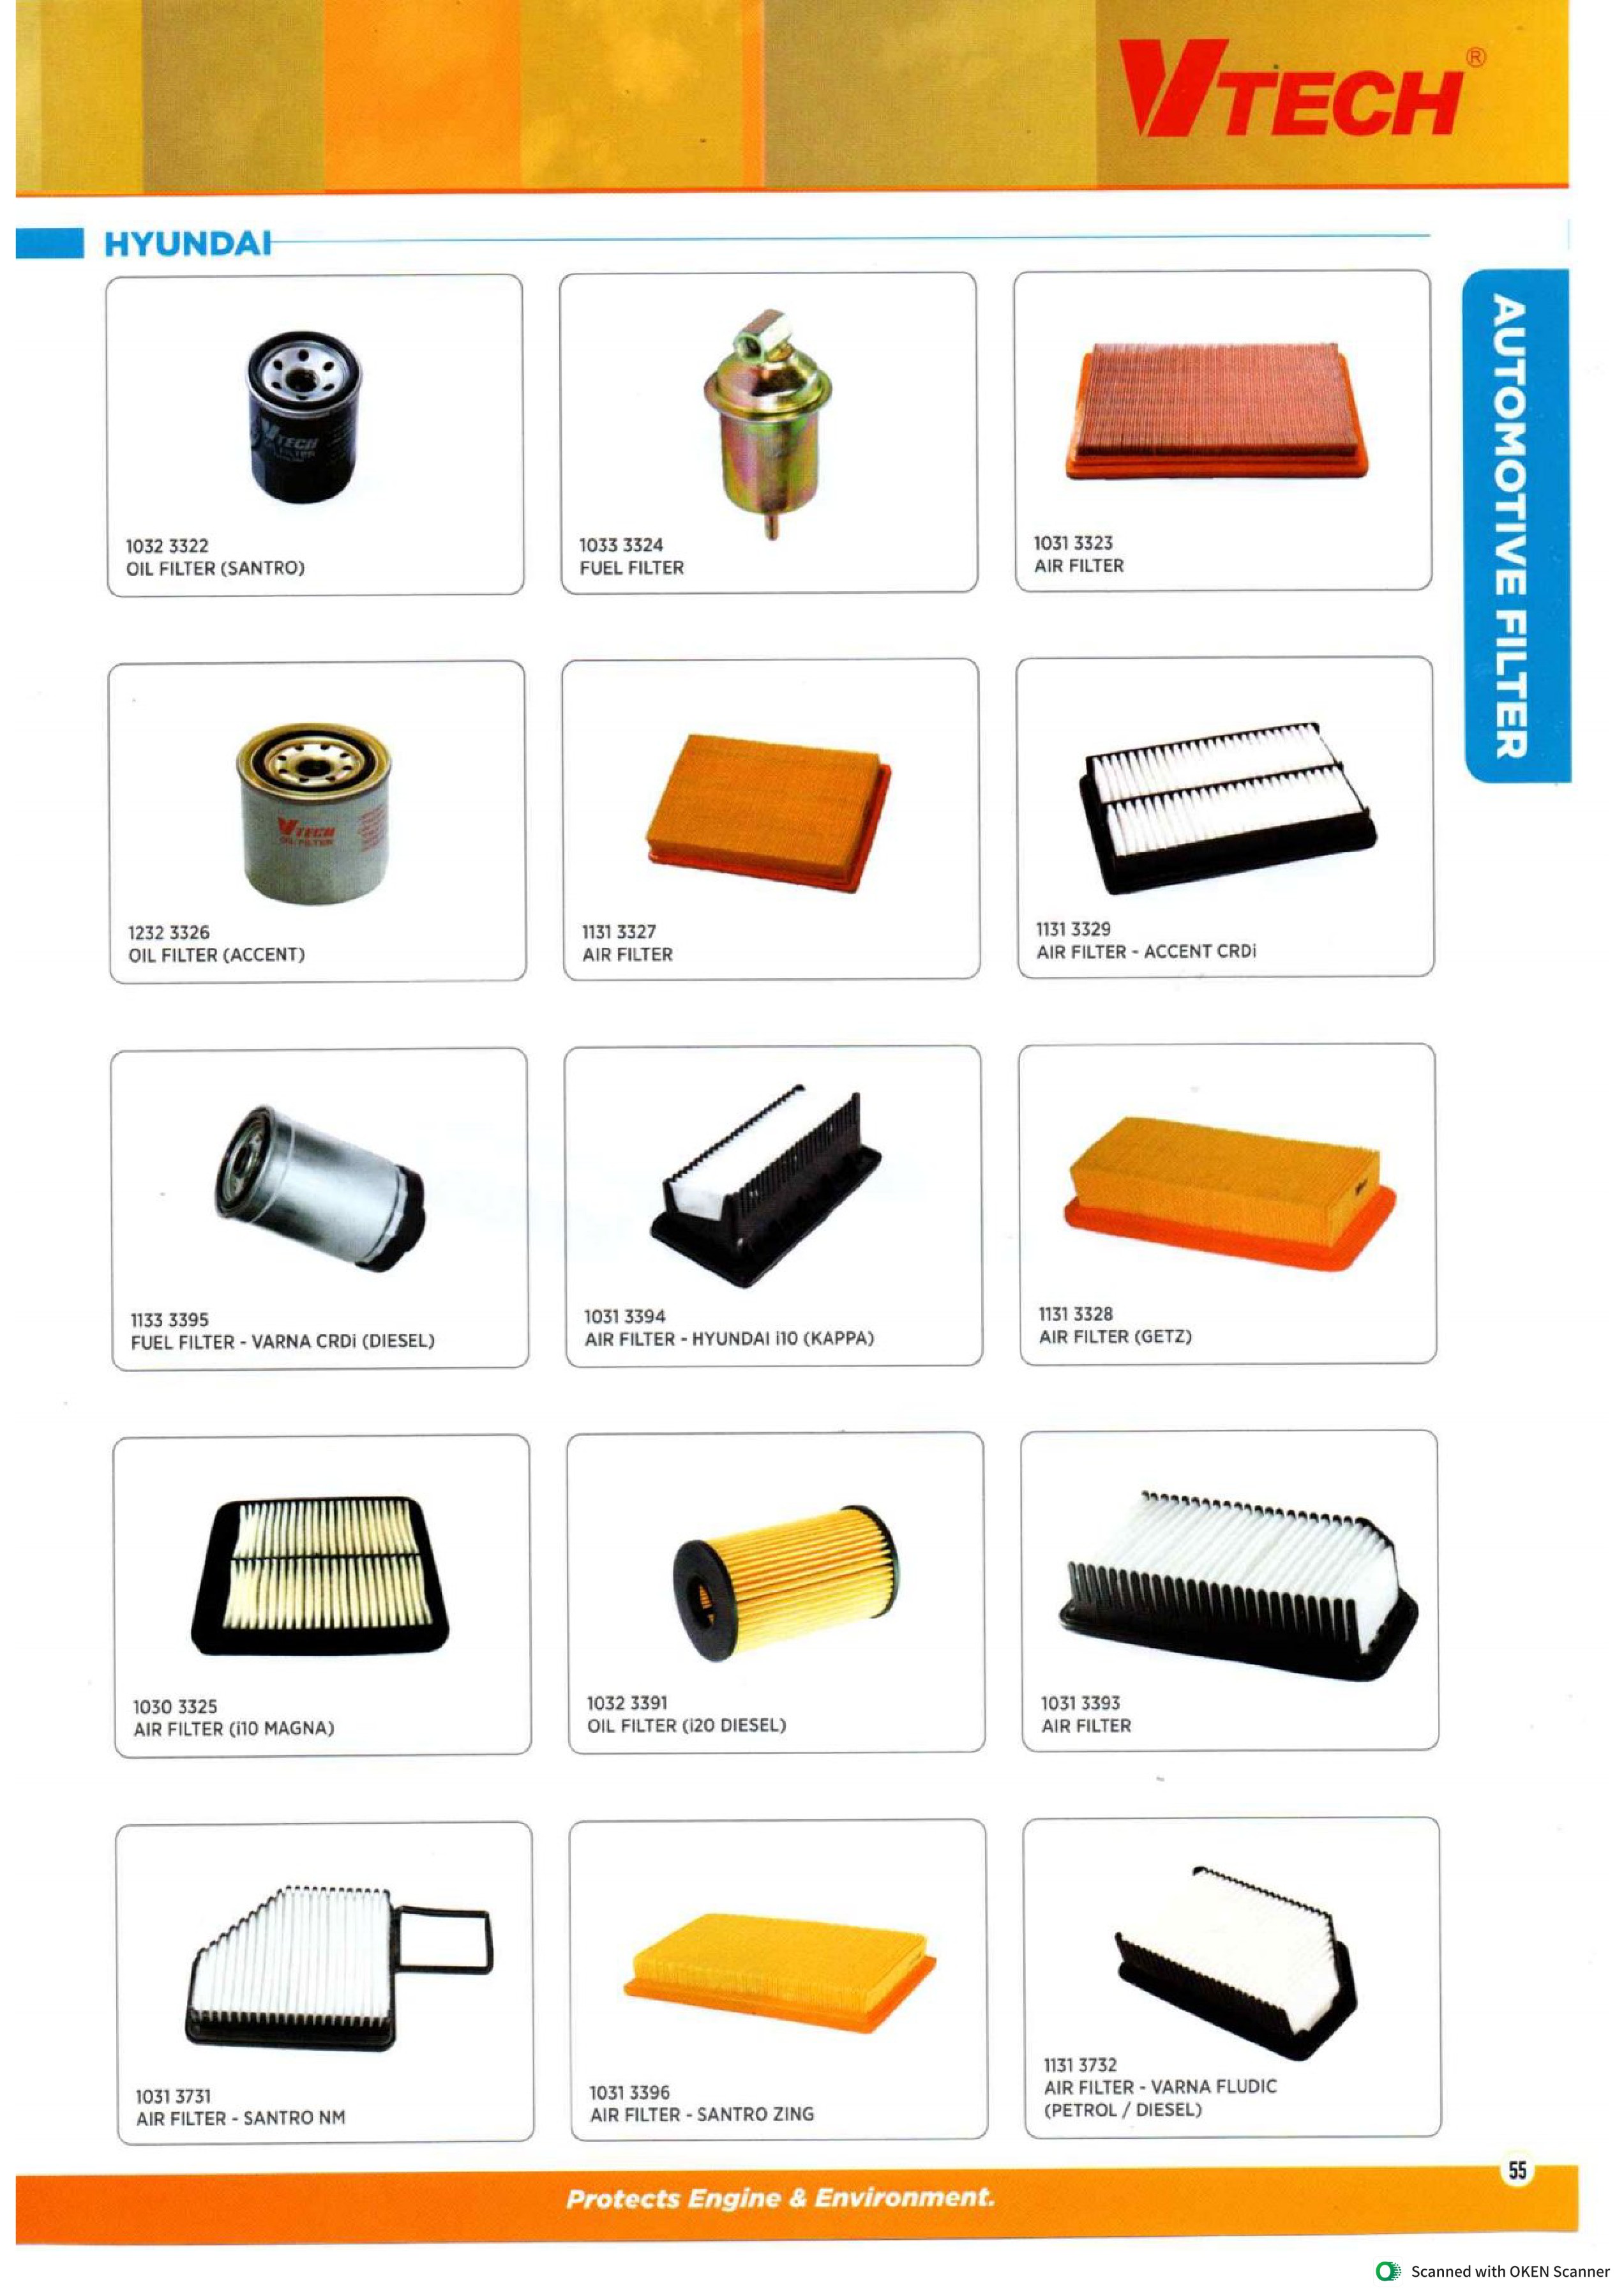 VTECH®
HYUNDAI
AUTOMOTIVE FILTER
VTECH
1032 3322
OIL FILTER (SANTRO)
1033 3324
FUEL FILTER
1031 3323
AIR FILTER
VTECH
OIL FILTER
1232 3326
OIL FILTER (ACCENT)
1131 3327
AIR FILTER
1131 3329
AIR FILTER - ACCENT CRDi
1133 3395
FUEL FILTER - VARNA CRDi (DIESEL)
1031 3394
AIR FILTER - HYUNDAI i10 (KAPPA)
1131 3328
AIR FILTER (GETZ)
1030 3325
AIR FILTER (i10 MAGNA)
1032 3391
OIL FILTER (i20 DIESEL)
1031 3393
AIR FILTER
1031 3731
AIR FILTER - SANTRO NM
1031 3396
AIR FILTER - SANTRO ZING
1131 3732
AIR FILTER - VARNA FLUDIC
(PETROL / DIESEL)
55
Protects Engine & Environment.
Scanned with OKEN Scanner